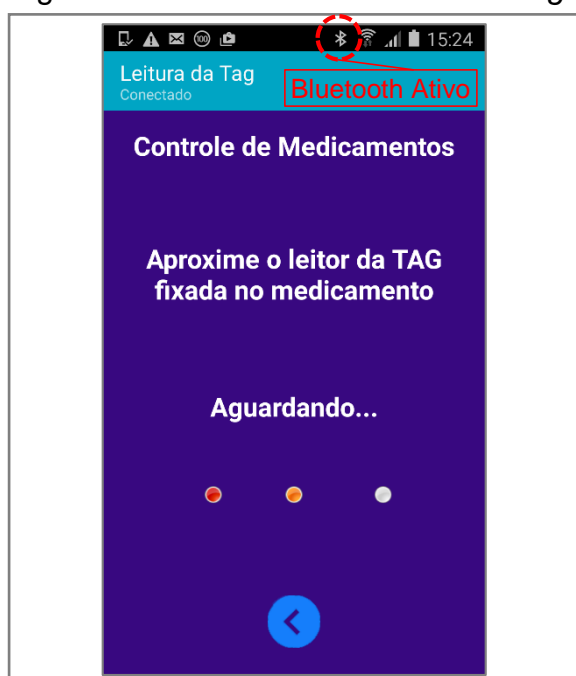 100
15:24
Leitura da Tag
Conectado
Bluetooth Ativo
Controle de Medicamentos
Aproxime o leitor da TAG
fixada no medicamento
Aguardando...